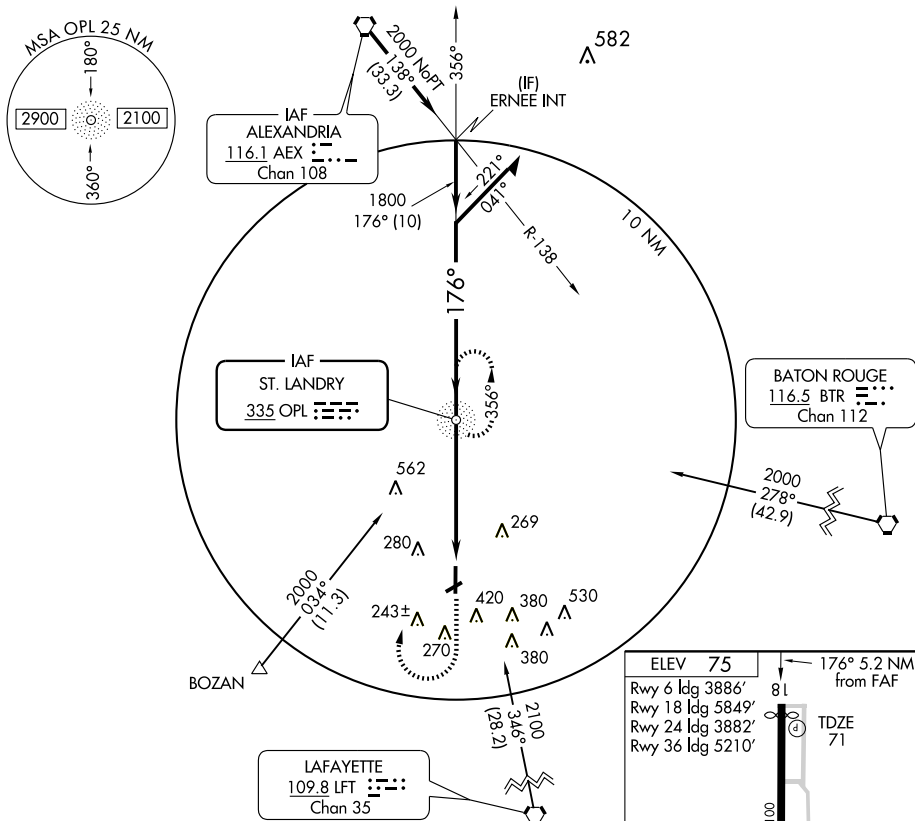 MSA OPL 25 NM
180°
2900
2100
360°
2000 NoPT
138°
(33.3)
356°
582
(IF)
ERNEE INT
IAF
ALEXANDRIA
116.1 AEX
Chan 108
1800
176° (10)
221°
041°
R-138
10 NM
176°
IAF
ST. LANDRY
335 OPL
356°
BATON ROUGE
116.5 BTR
Chan 112
2000
278°
(42.9)
562
269
280
2000
034°
(11.3)
243±
420
380
530
270
380
BOZAN
2100
346°
(28.2)
LAFAYETTE
109.8 LFT
Chan 35
ELEV 75
Rwy 6 ldg 3886'
Rwy 18 ldg 5849'
Rwy 24 ldg 3882'
Rwy 36 ldg 5210'
176° 5.2 NM
from FAF
18
P
TDZE
71
100